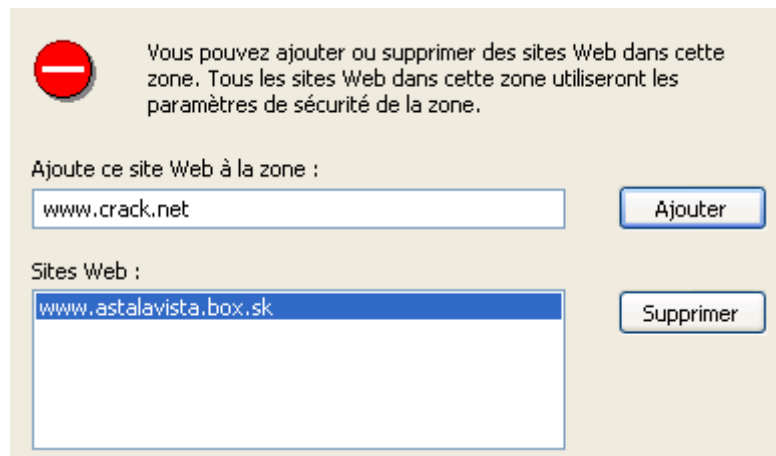 Vous pouvez ajouter ou supprimer des sites Web dans cette
zone. Tous les sites Web dans cette zone utiliseront les
paramètres de sécurité de la zone.
Ajoute ce site Web à la zone :
www.crack.net
Ajouter
Sites Web :
www.astalavista.box.sk
Supprimer